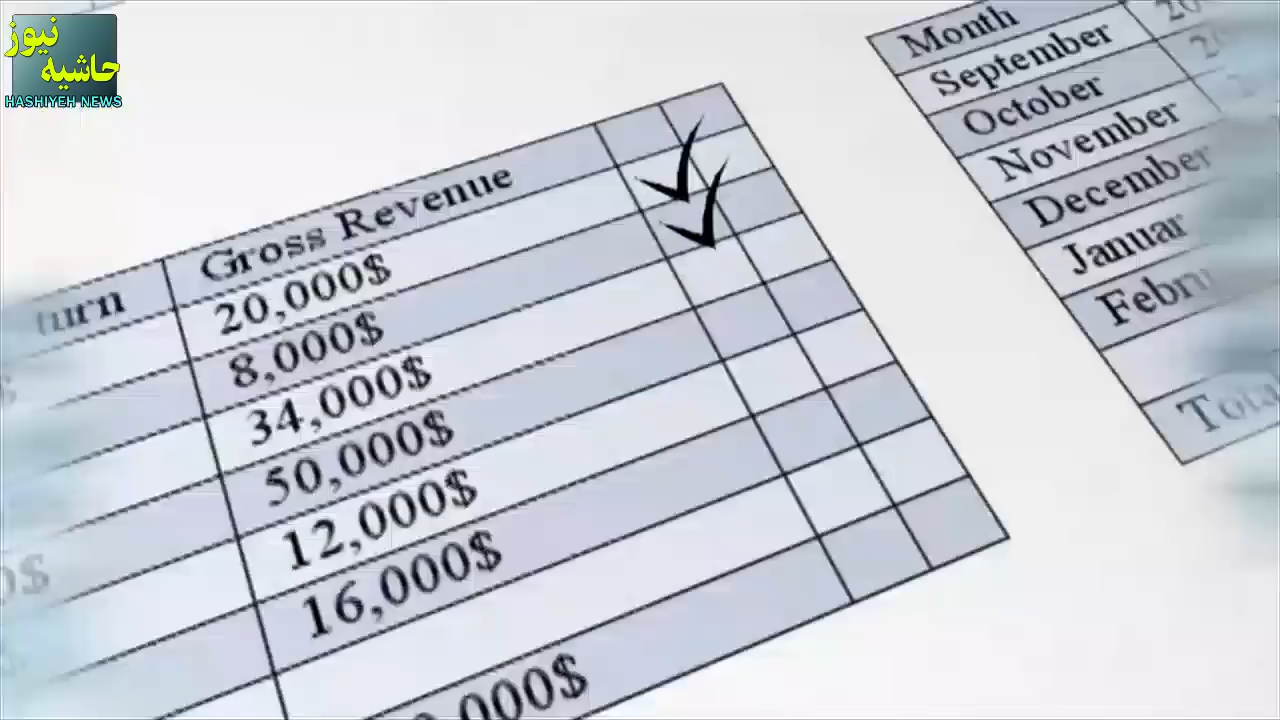 نیوز
حاشیه
HASHIYEH NEWS
Gross Revenue
20,000$
8,000$
34,000$
50,000$
12,000$
16,000$
Month
September
October
November
December
Januar